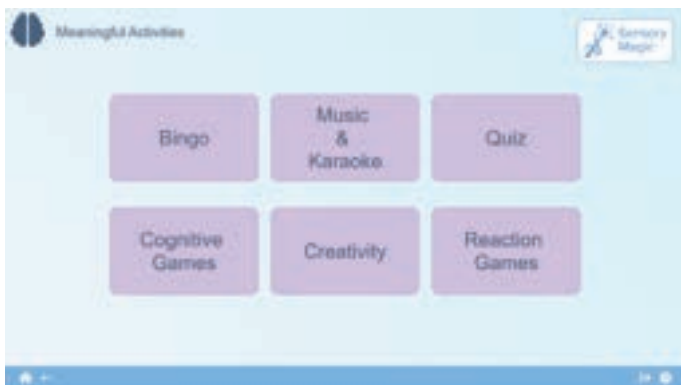 Meaningful Activities
Sensory
Magic
Bingo
Music
&
Karaoke
Quiz
Cognitive
Games
Creativity
Reaction
Games